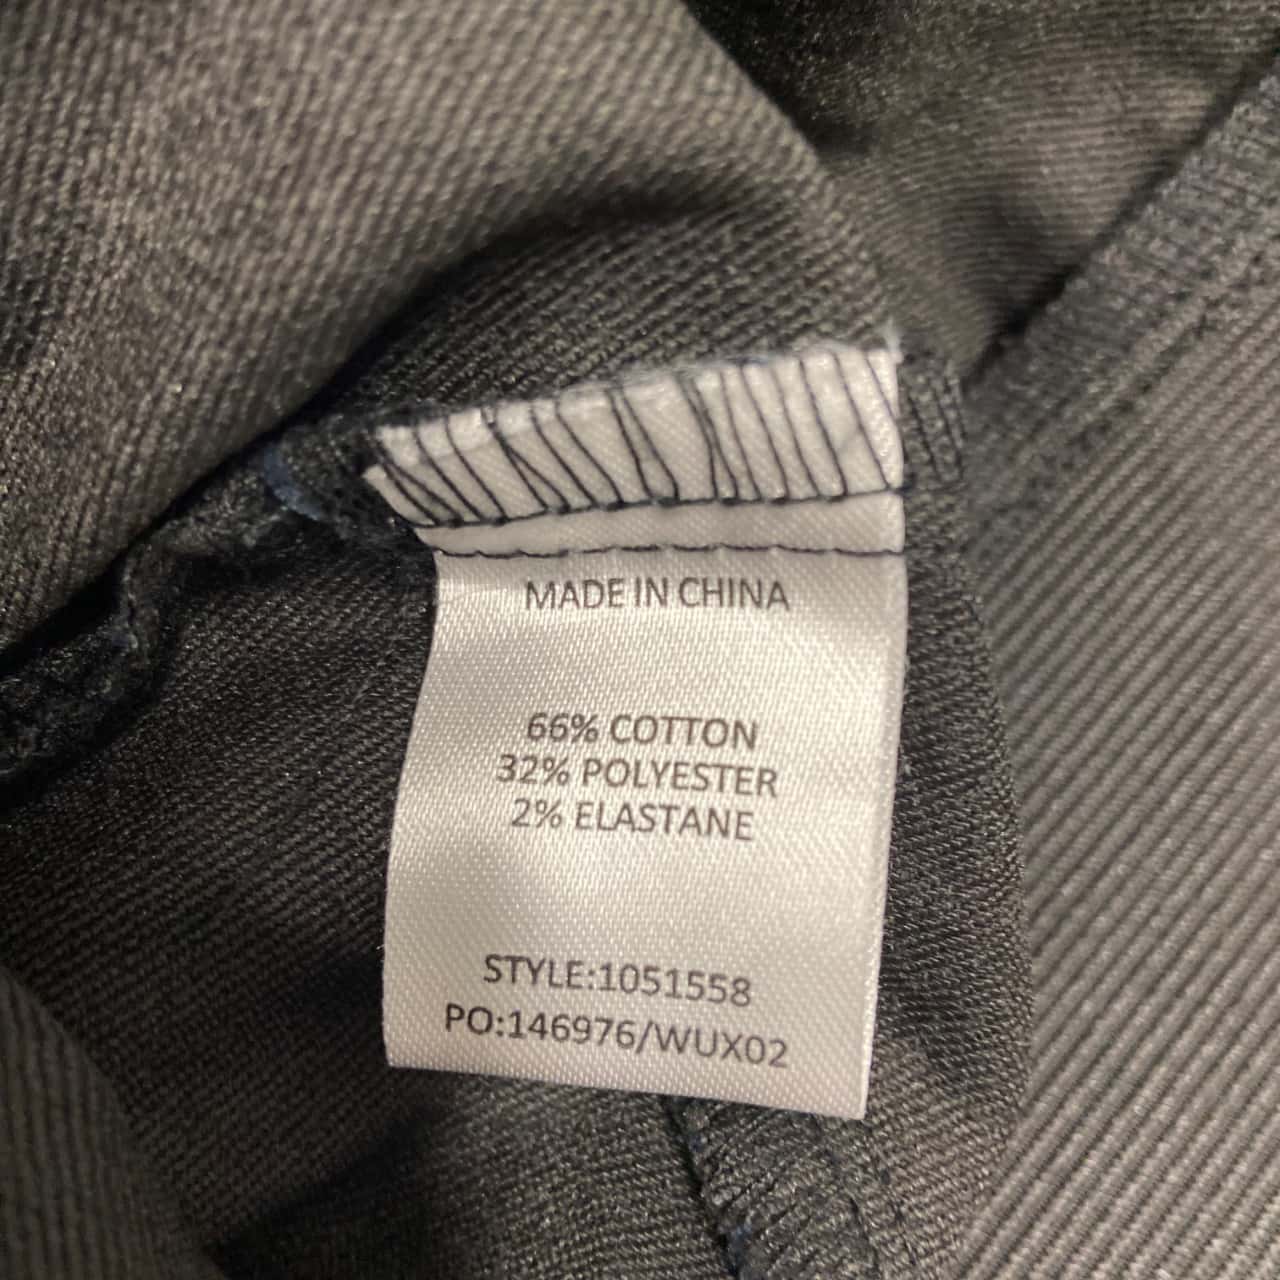 MADE IN CHINA
66% COTTON
32% POLYESTER
2% ELASTANE
STYLE:1051558
PO:146976/WUX02